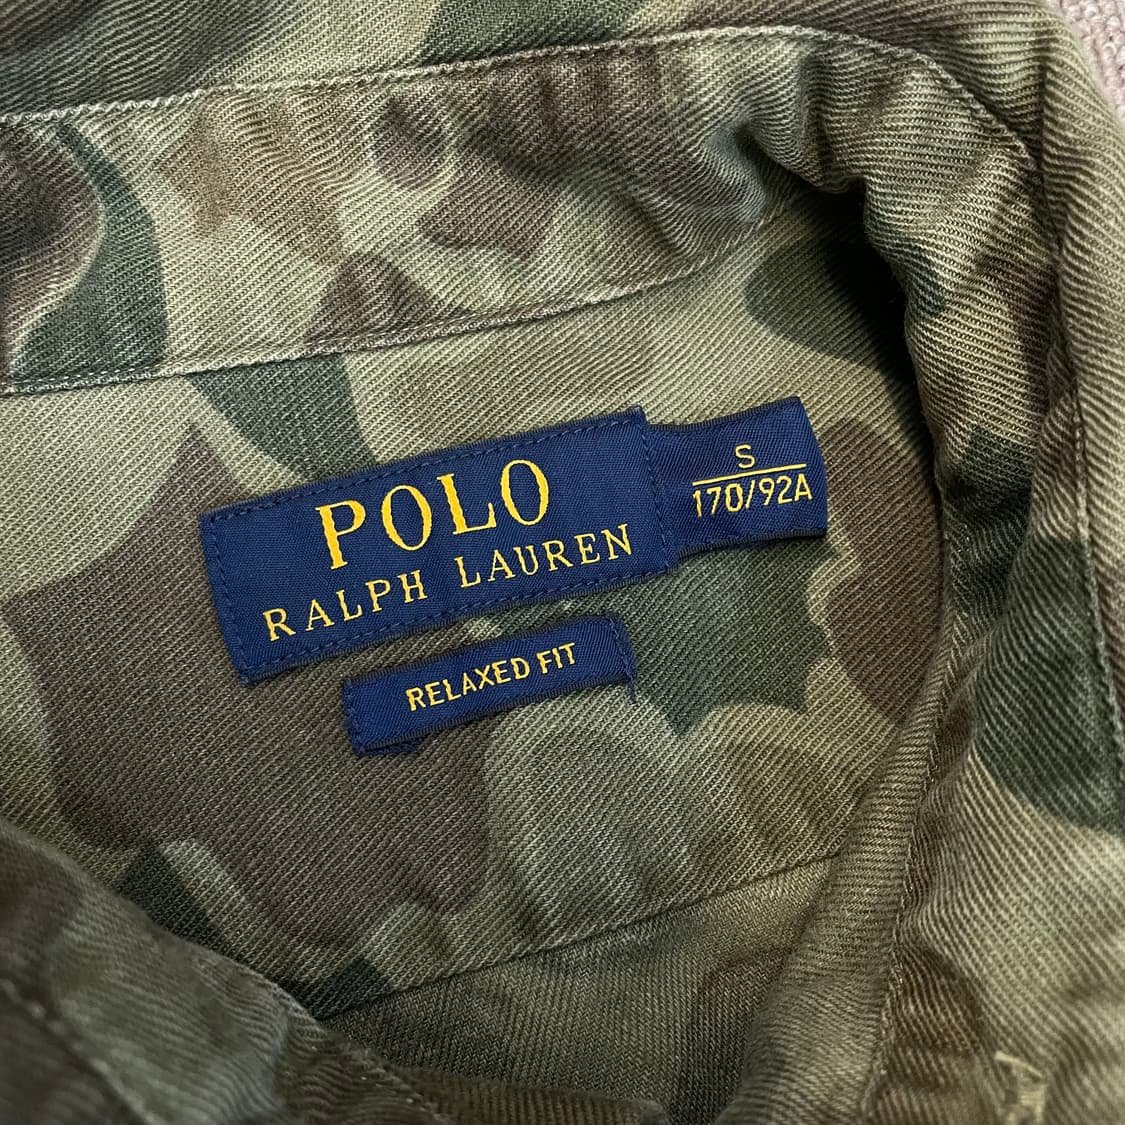 POLO
RALPH LAUREN
S
170/92A
RELAXED FIT